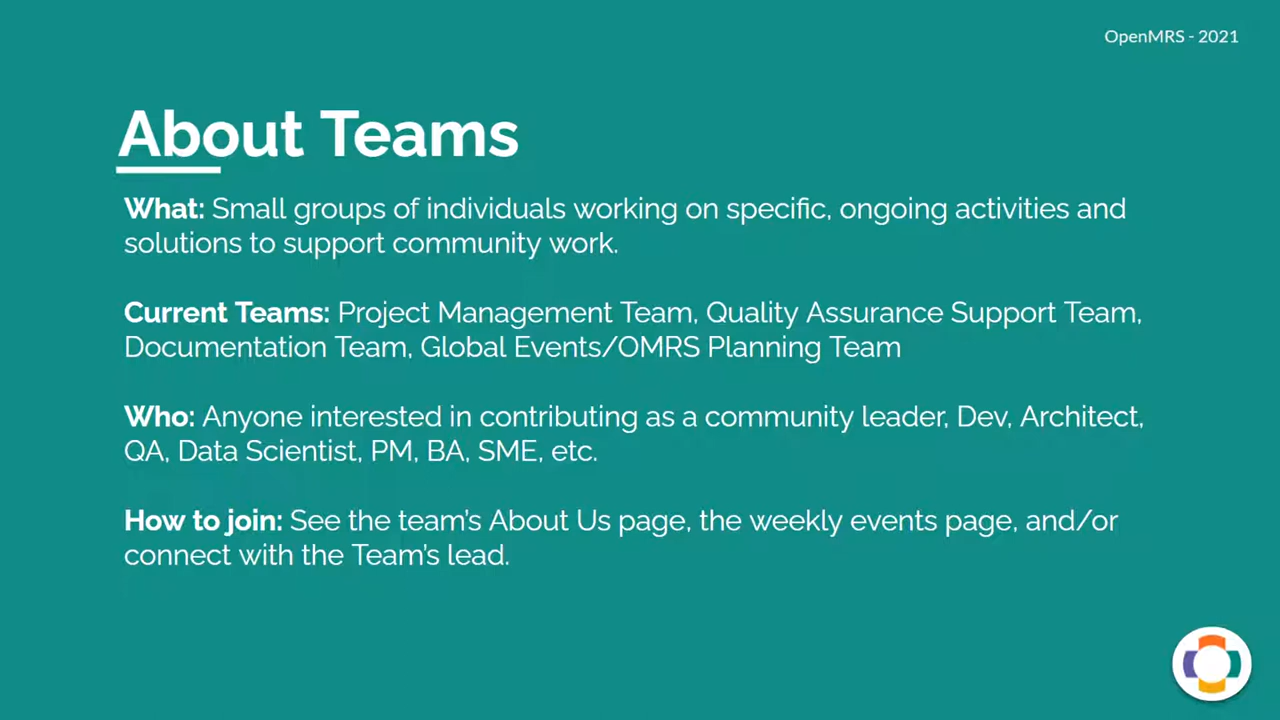 OpenMRS - 2021
About Teams
What: Small groups of individuals working on specific, ongoing activities and
solutions to support community work.
Current Teams: Project Management Team, Quality Assurance Support Team,
Documentation Team, Global Events/OMRS Planning Team
Who: Anyone interested in contributing as a community leader, Dev, Architect,
QA, Data Scientist, PM, BA, SME, etc.
How to join: See the team's About Us page, the weekly events page, and/or
connect with the Team's lead.